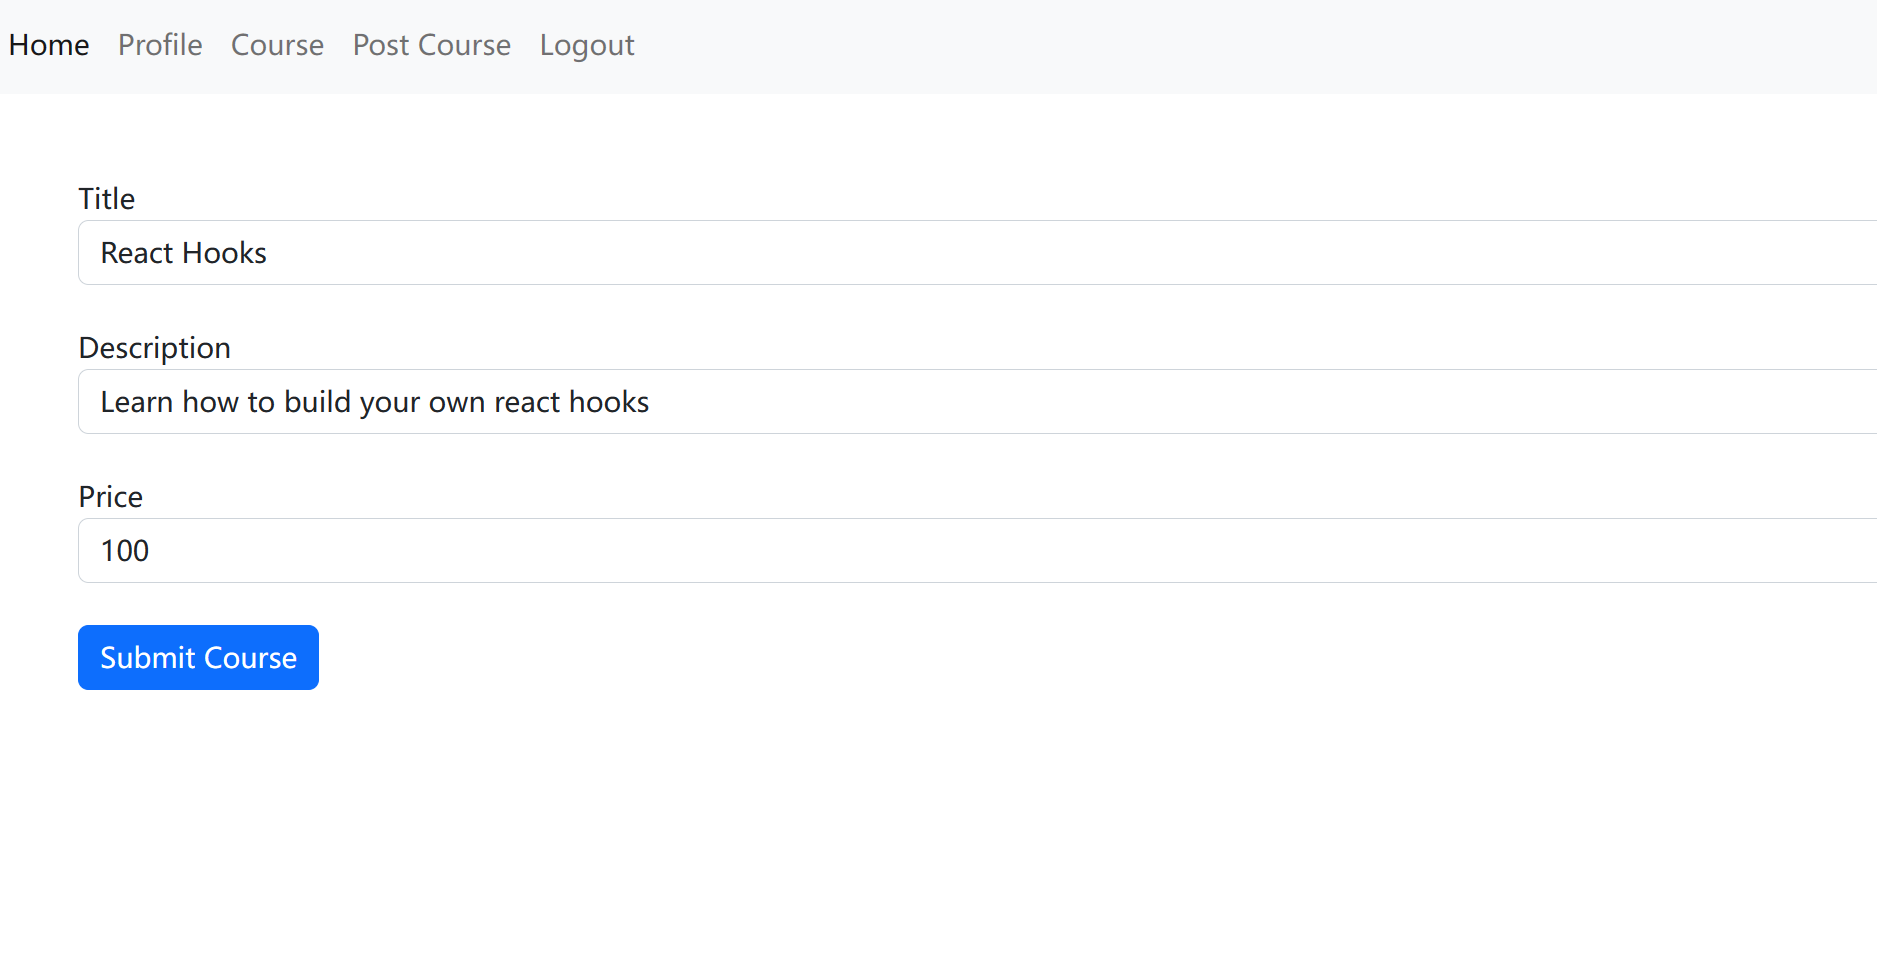 Home Profile Course Post Course Logout
Title
React Hooks
Description
Learn how to build your own react hooks
Price
100
Submit Course